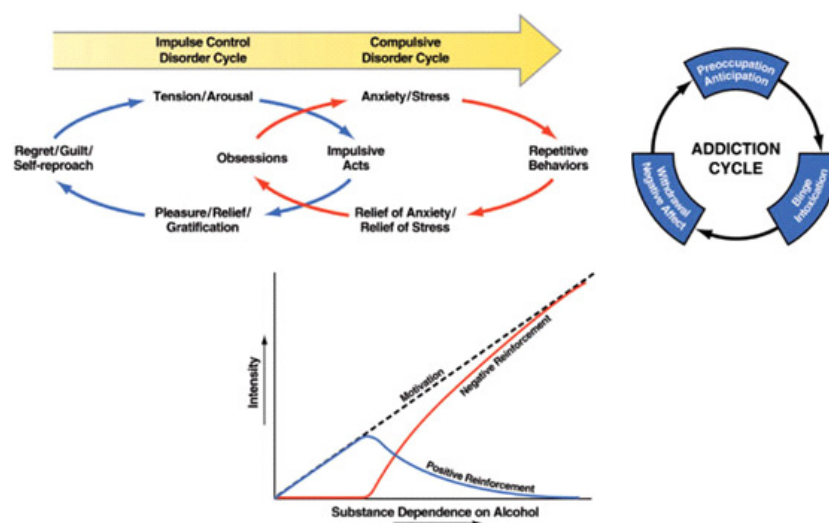 Impulse Control
Disorder Cycle
Compulsive
Disorder Cycle
Tension/Arousal
Anxiety/Stress
Regret/Guilt/
Self-reproach
Obsessions
Impulsive
Acts
Repetitive
Behaviors
Pleasure/Relief/
Gratification
Relief of Anxiety/
Relief of Stress
Preoccupation
Anticipation
ADDICTION
CYCLE
Withdrawal
Negative Affect
Binge
Intoxication
Intensity
Motivation
Negative Reinforcement
Positive Reinforcement
Substance Dependence on Alcohol